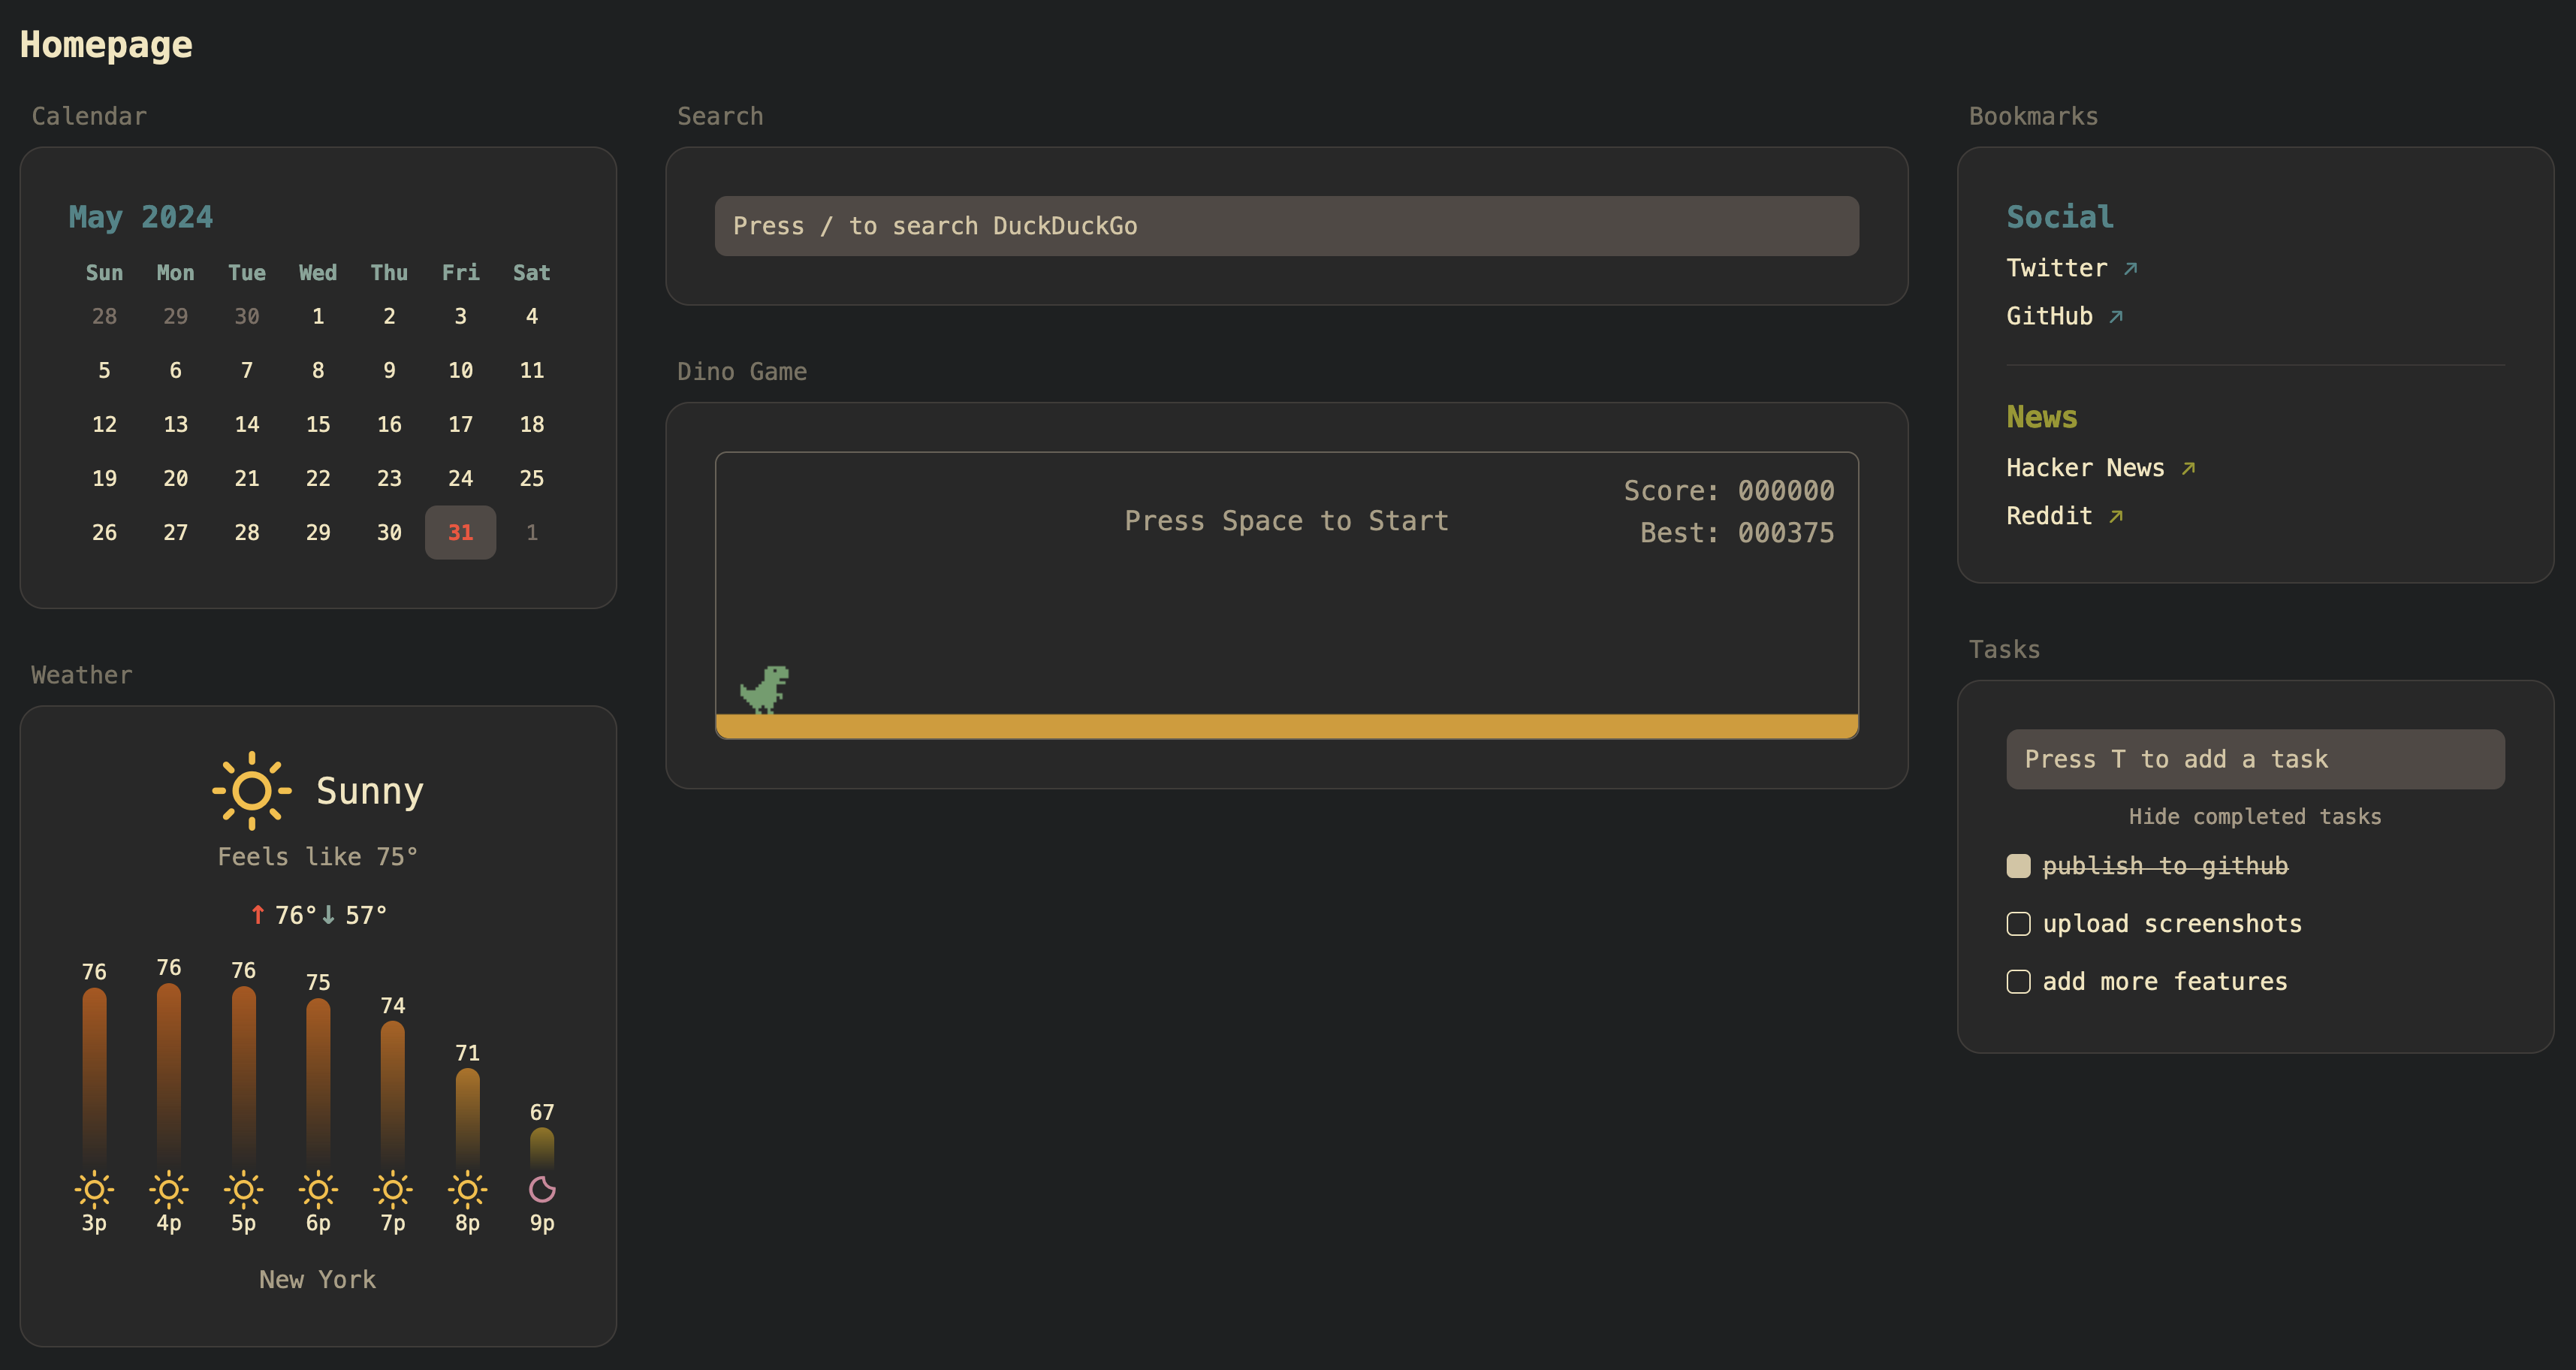 Homepage
Calendar
May 2024
Sun Mon Tue Wed Thu Fri Sat
28 29 30 1 2 3 4
5 6 7 8 9 10 11
12 13 14 15 16 17 18
19 20 21 22 23 24 25
26 27 28 29 30 31 1
Weather
Sunny
Feels like 75°
↑ 76° ↓ 57°
76 76 76 75 74 71 67
3p 4p 5p 6p 7p 8p 9p
New York
Search
Press / to search DuckDuckGo
Dino Game
Score: 000000
Press Space to Start
Best: 000375
Bookmarks
Social
Twitter ↗
GitHub ↗
News
Hacker News ↗
Reddit ↗
Tasks
Press T to add a task
Hide completed tasks
publish to github
upload screenshots
add more features